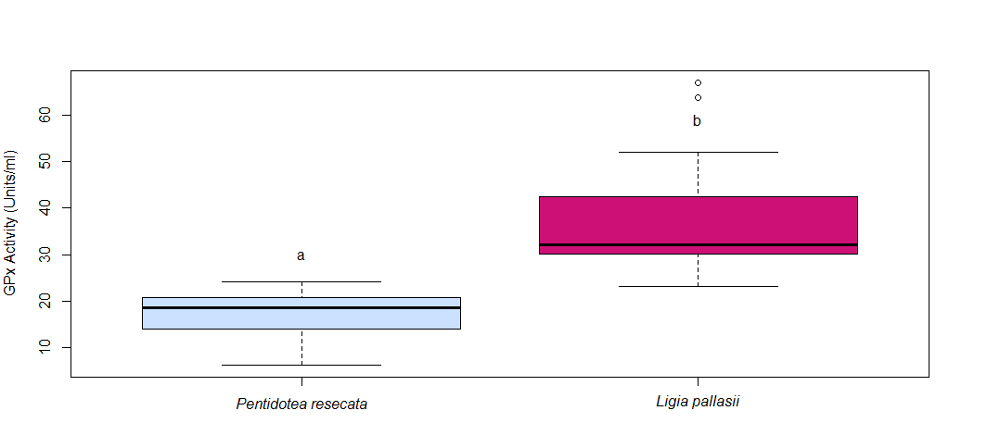 GPx Activity (Units/ml)
60
50
40
30
20
10
b
a
Pentidotea resecata
Ligia pallasii